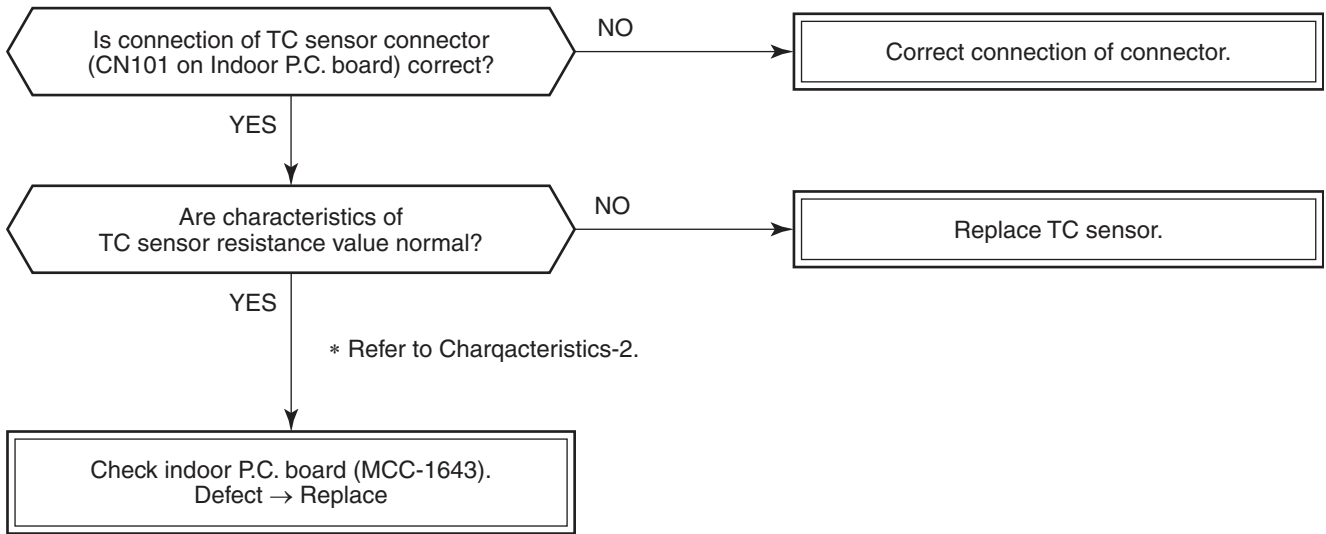 Is connection of TC sensor connector
(CN101 on Indoor P.C. board) correct?
NO
Correct connection of connector.
YES
Are characteristics of
TC sensor resistance value normal?
NO
Replace TC sensor.
YES
* Refer to Charqacteristics-2.
Check indoor P.C. board (MCC-1643).
Defect → Replace